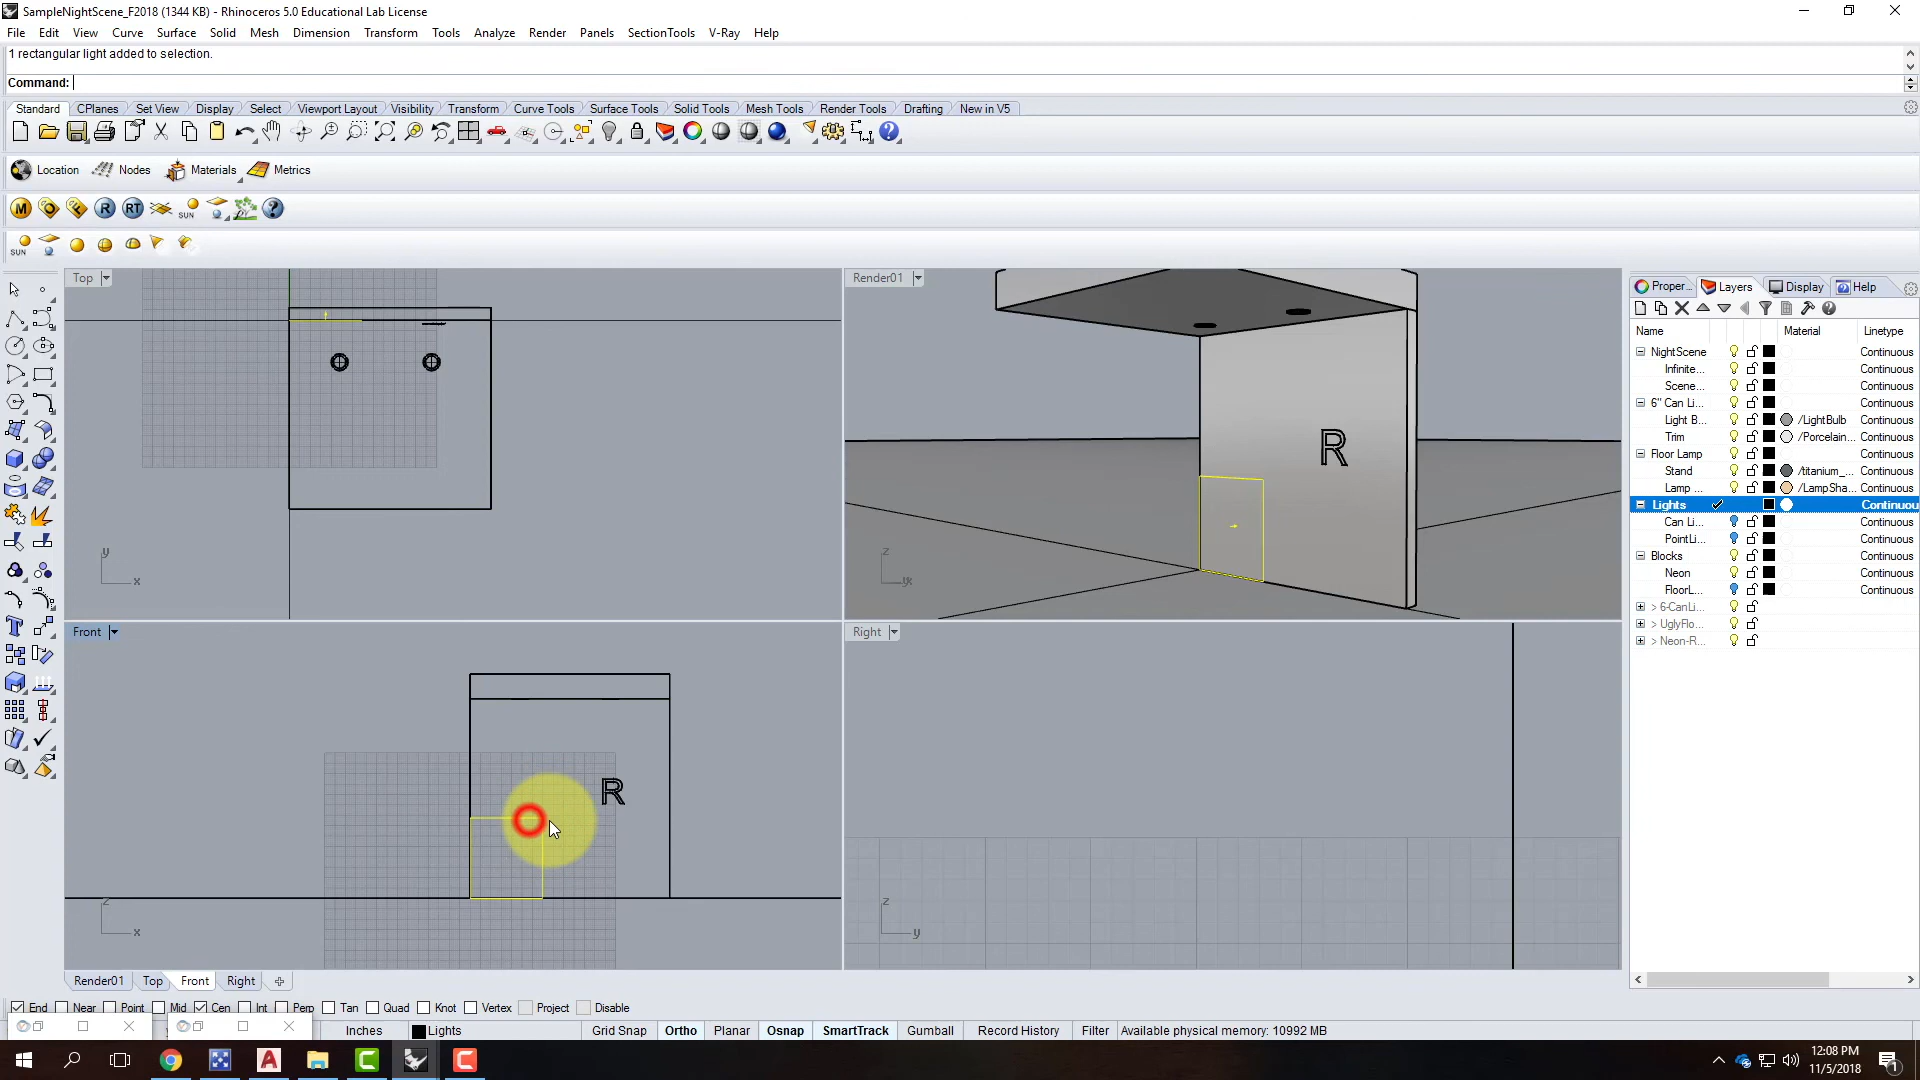 SampleNightScene_F2018 (1344 KB) - Rhinoceros 5.0 Educational Lab License
File Edit View Curve Surface Solid Mesh Dimension Transform Tools Analyze Render Panels SectionTools V-Ray Help
1 rectangular light added to selection.
Command:
Standard CPlanes Set View Display Select Viewport Layout Visibility Transform Curve Tools Surface Tools Solid Tools Mesh Tools Render Tools Drafting New in V5
Location Nodes Materials Metrics
M O F R RT SUN
SUN
Top
Render01
Proper... Layers Display Help
Name Material Linetype
NightScene Continuous
Infinite... Continuous
Scene... Continuous
6" Can Li... Continuous
Light B... /LightBulb Continuous
Trim /Porcelain... Continuous
Floor Lamp Continuous
Stand /titanium_... Continuous
Lamp ... /LampSha... Continuous
Lights Continuou
Can Li... Continuous
PointLi... Continuous
Blocks Continuous
Neon Continuous
FloorL... Continuous
> 6-CanLi...
> UglyFlo...
> Neon-R...
y x
R
z
Front
Right
R
z x
z y
Render01 Top Front Right
End Near Point Mid Cen Int Perp Tan Quad Knot Vertex Project Disable
Inches Lights Grid Snap Ortho Planar Osnap SmartTrack Gumball Record History Filter Available physical memory: 10992 MB
12:08 PM
11/5/2018
1